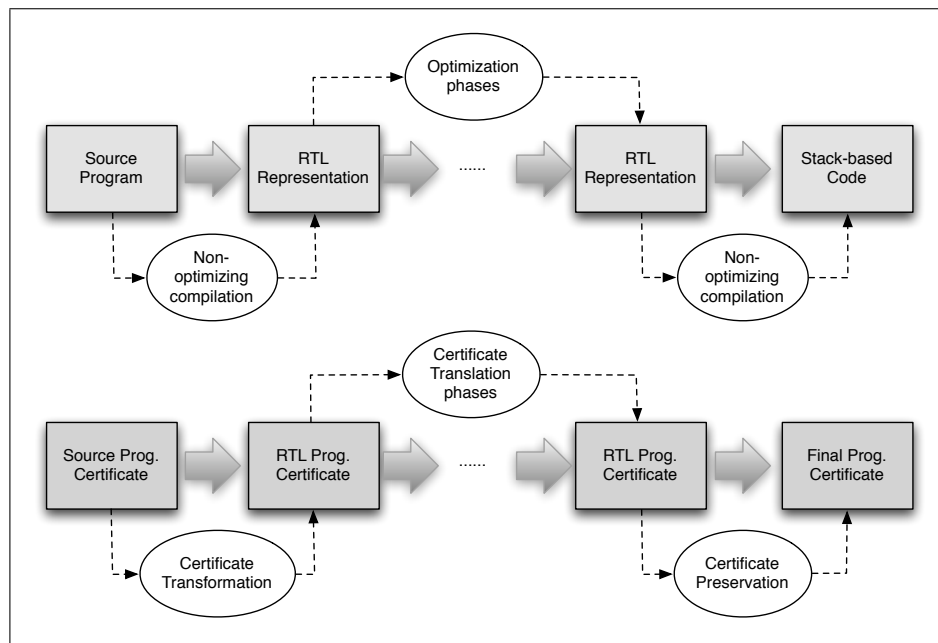 Optimization
phases
Source
Program
RTL
Representation
......
RTL
Representation
Stack-based
Code
Non-
optimizing
compilation
Non-
optimizing
compilation
Certificate
Translation
phases
Source Prog.
Certificate
RTL Prog.
Certificate
......
RTL Prog.
Certificate
Final Prog.
Certificate
Certificate
Transformation
Certificate
Preservation